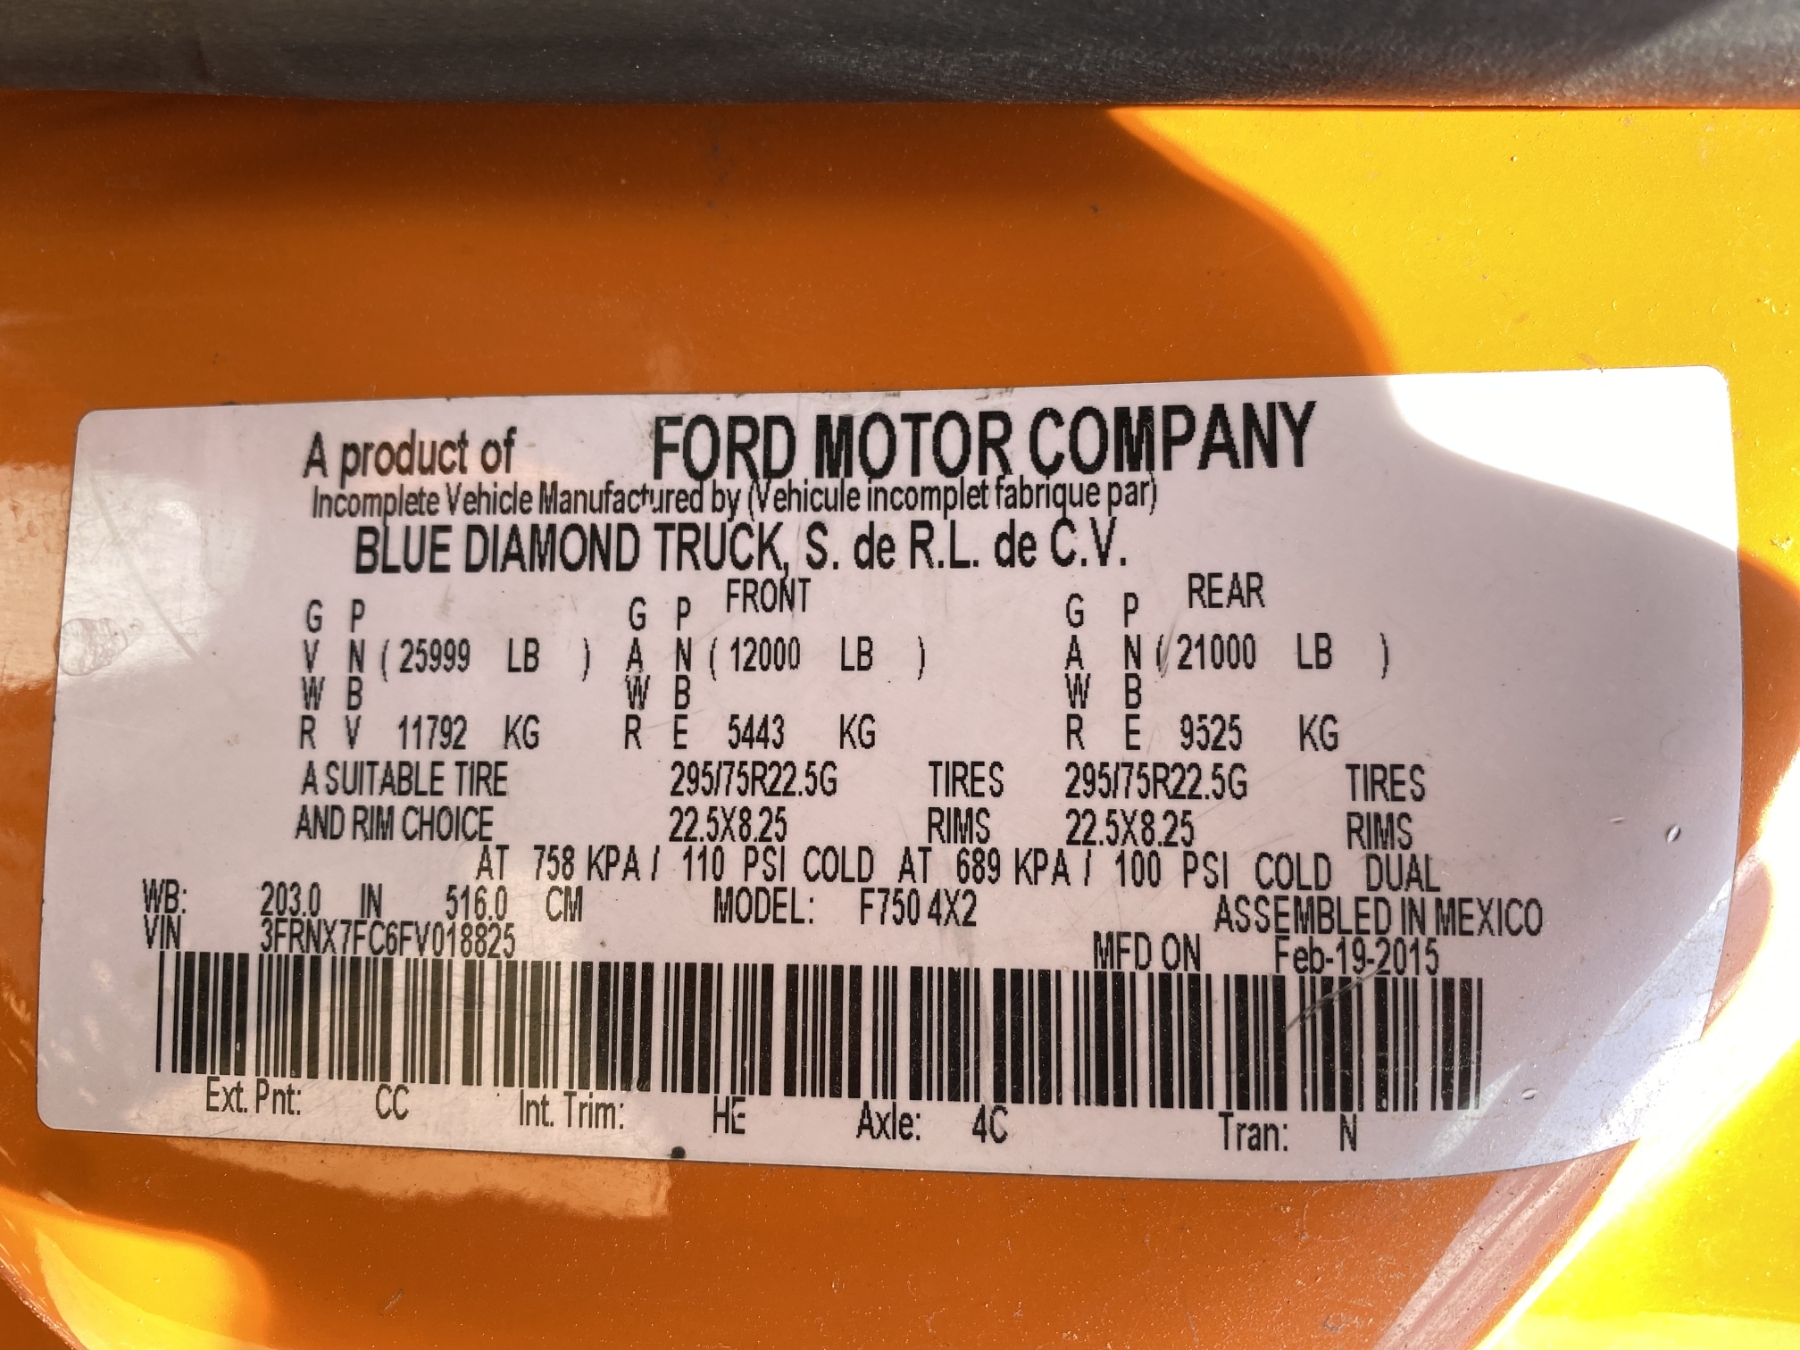 A product of FORD MOTOR COMPANY
Incomplete Vehicle Manufactured by (Vehicule incomplet fabrique par)
BLUE DIAMOND TRUCK, S. de R.L. de C.V.
FRONT REAR
G P G P G P
V N ( 25999 LB ) A N ( 12000 LB ) A N ( 21000 LB )
W B W B W B
R V 11792 KG R E 5443 KG R E 9525 KG
A SUITABLE TIRE 295/75R22.5G TIRES 295/75R22.5G TIRES
AND RIM CHOICE 22.5X8.25 RIMS 22.5X8.25 RIMS
AT 758 KPA / 110 PSI COLD AT 689 KPA / 100 PSI COLD DUAL
WB: 203.0 IN 516.0 CM MODEL: F750 4X2 ASSEMBLED IN MEXICO
VIN 3FRNX7FC6FV018825 MFD ON Feb-19-2015
Ext. Pnt: CC Int. Trim: HE Axle: 4C Tran: N